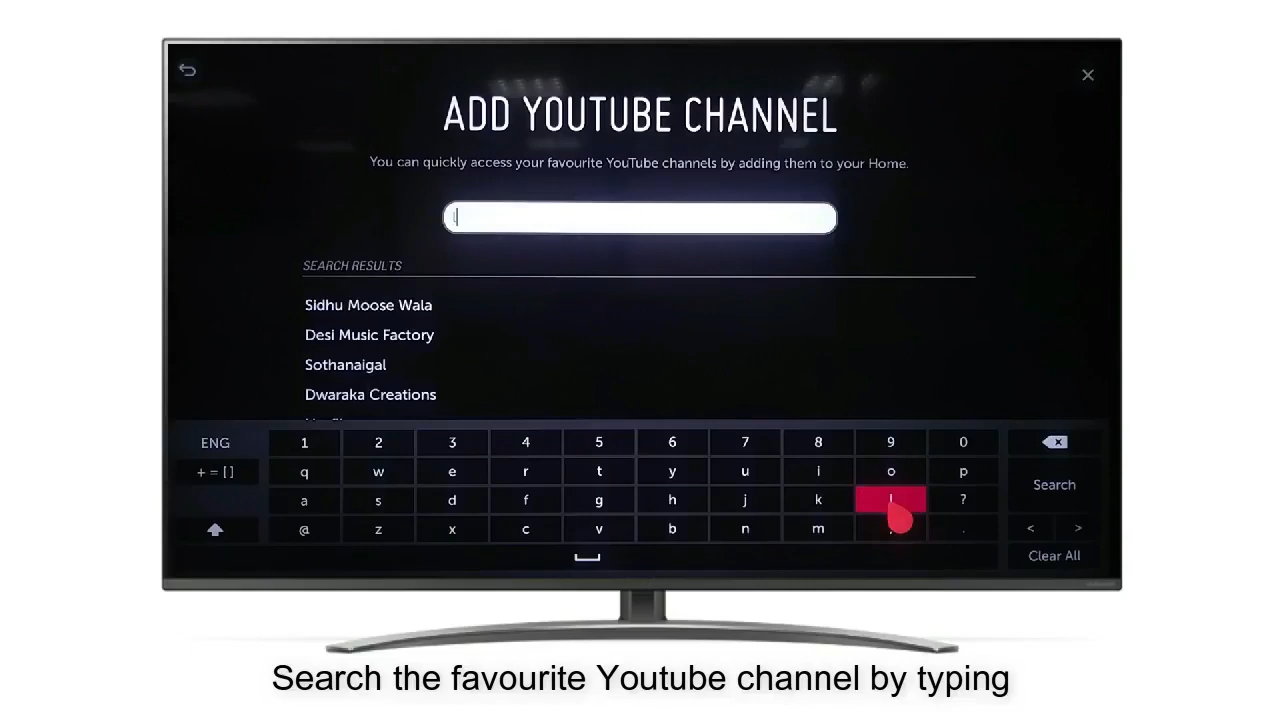 ADD YOUTUBE CHANNEL
You can quickly access your favourite YouTube channels by adding them to your Home.
SEARCH RESULTS
Sidhu Moose Wala
Desi Music Factory
Sothanaigal
Dwaraka Creations
ENG 1 2 3 4 5 6 7 8 9 0
+ = [ ] q w e r t y u i o p
Search
a s d f g h j k l ?
@ z x c v b n m , . < >
Clear All
Search the favourite Youtube channel by typing